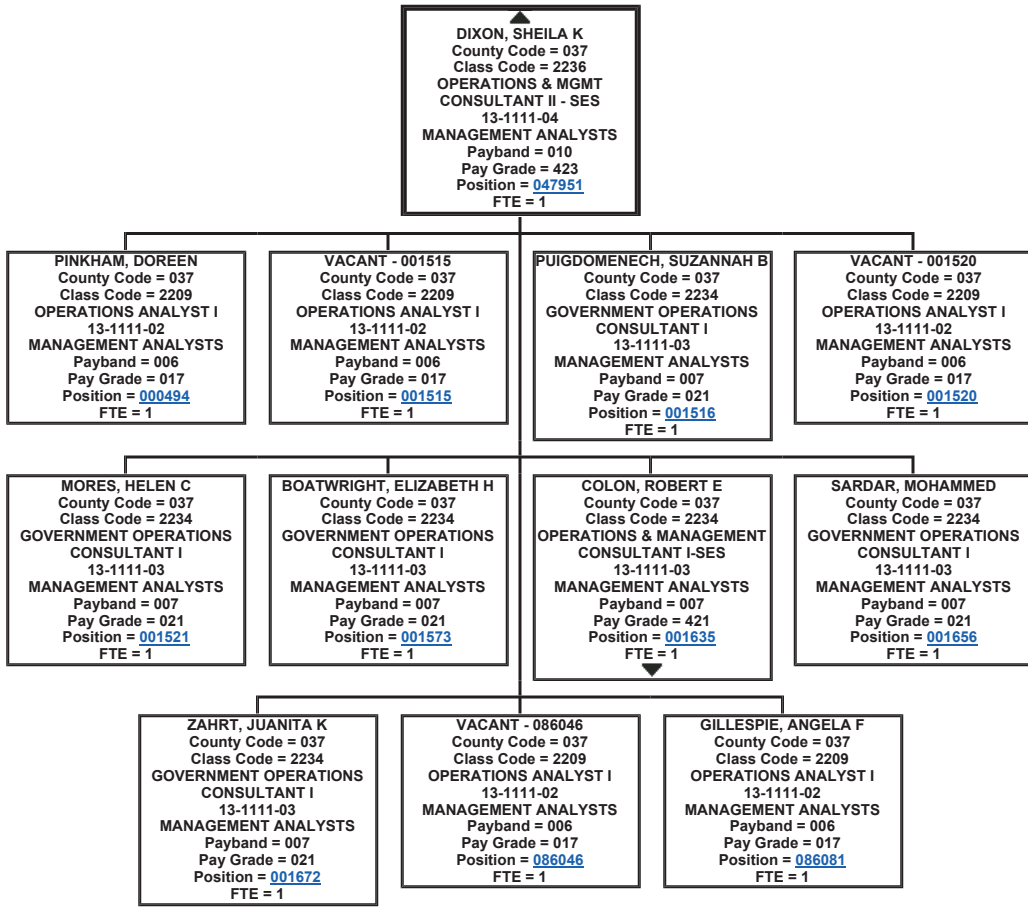 DIXON, SHEILA K
County Code = 037
Class Code = 2236
OPERATIONS & MGMT
CONSULTANT II - SES
13-1111-04
MANAGEMENT ANALYSTS
Payband = 010
Pay Grade = 423
Position = 047951
FTE = 1
PINKHAM, DOREEN
County Code = 037
Class Code = 2209
OPERATIONS ANALYST I
13-1111-02
MANAGEMENT ANALYSTS
Payband = 006
Pay Grade = 017
Position = 000494
FTE = 1
VACANT - 001515
County Code = 037
Class Code = 2209
OPERATIONS ANALYST I
13-1111-02
MANAGEMENT ANALYSTS
Payband = 006
Pay Grade = 017
Position = 001515
FTE = 1
PUIGDOMENECH, SUZANNAH B
County Code = 037
Class Code = 2234
GOVERNMENT OPERATIONS
CONSULTANT I
13-1111-03
MANAGEMENT ANALYSTS
Payband = 007
Pay Grade = 021
Position = 001516
FTE = 1
VACANT - 001520
County Code = 037
Class Code = 2209
OPERATIONS ANALYST I
13-1111-02
MANAGEMENT ANALYSTS
Payband = 006
Pay Grade = 017
Position = 001520
FTE = 1
MORES, HELEN C
County Code = 037
Class Code = 2234
GOVERNMENT OPERATIONS
CONSULTANT I
13-1111-03
MANAGEMENT ANALYSTS
Payband = 007
Pay Grade = 021
Position = 001521
FTE = 1
BOATWRIGHT, ELIZABETH H
County Code = 037
Class Code = 2234
GOVERNMENT OPERATIONS
CONSULTANT I
13-1111-03
MANAGEMENT ANALYSTS
Payband = 007
Pay Grade = 021
Position = 001573
FTE = 1
COLON, ROBERT E
County Code = 037
Class Code = 2234
OPERATIONS & MANAGEMENT
CONSULTANT I-SES
13-1111-03
MANAGEMENT ANALYSTS
Payband = 007
Pay Grade = 421
Position = 001635
FTE = 1
SARDAR, MOHAMMED
County Code = 037
Class Code = 2234
GOVERNMENT OPERATIONS
CONSULTANT I
13-1111-03
MANAGEMENT ANALYSTS
Payband = 007
Pay Grade = 021
Position = 001656
FTE = 1
ZAHRT, JUANITA K
County Code = 037
Class Code = 2234
GOVERNMENT OPERATIONS
CONSULTANT I
13-1111-03
MANAGEMENT ANALYSTS
Payband = 007
Pay Grade = 021
Position = 001672
FTE = 1
VACANT - 086046
County Code = 037
Class Code = 2209
OPERATIONS ANALYST I
13-1111-02
MANAGEMENT ANALYSTS
Payband = 006
Pay Grade = 017
Position = 086046
FTE = 1
GILLESPIE, ANGELA F
County Code = 037
Class Code = 2209
OPERATIONS ANALYST I
13-1111-02
MANAGEMENT ANALYSTS
Payband = 006
Pay Grade = 017
Position = 086081
FTE = 1